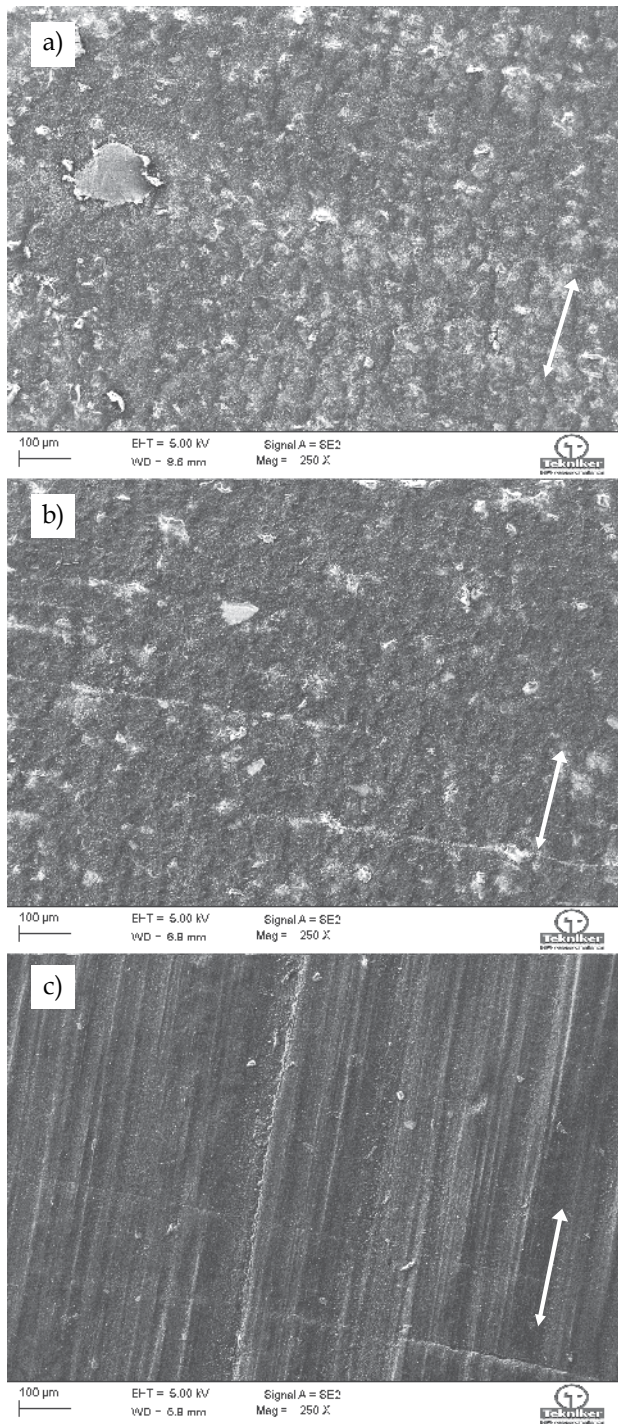 a)
100 µm
EHT = 5.00 kV
Signal A = SE2
WD = 9.6 mm
Mag = 250 X
Tekniker
b)
100 µm
EHT = 5.00 kV
Signal A = SE2
WD = 6.8 mm
Mag = 250 X
Tekniker
c)
100 µm
EHT = 5.00 kV
Signal A = SE2
WD = 6.8 mm
Mag = 250 X
Tekniker